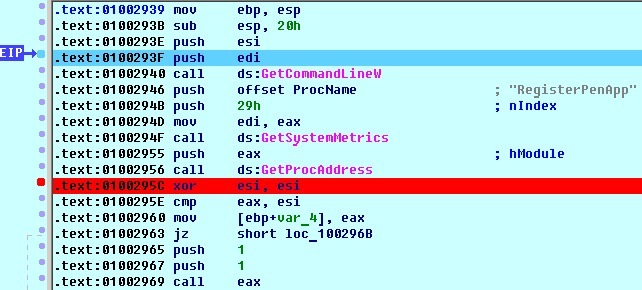 .text:01002939 mov ebp, esp
.text:0100293B sub esp, 20h
.text:0100293E push esi
EIP .text:0100293F push edi
.text:01002940 call ds:GetCommandLineW
.text:01002946 push offset ProcName ; "RegisterPenApp"
.text:0100294B push 29h ; nIndex
.text:0100294D mov edi, eax
.text:0100294F call ds:GetSystemMetrics
.text:01002955 push eax ; hModule
.text:01002956 call ds:GetProcAddress
.text:0100295C xor esi, esi
.text:0100295E cmp eax, esi
.text:01002960 mov [ebp+var_4], eax
.text:01002963 jz short loc_100296B
.text:01002965 push 1
.text:01002967 push 1
.text:01002969 call eax